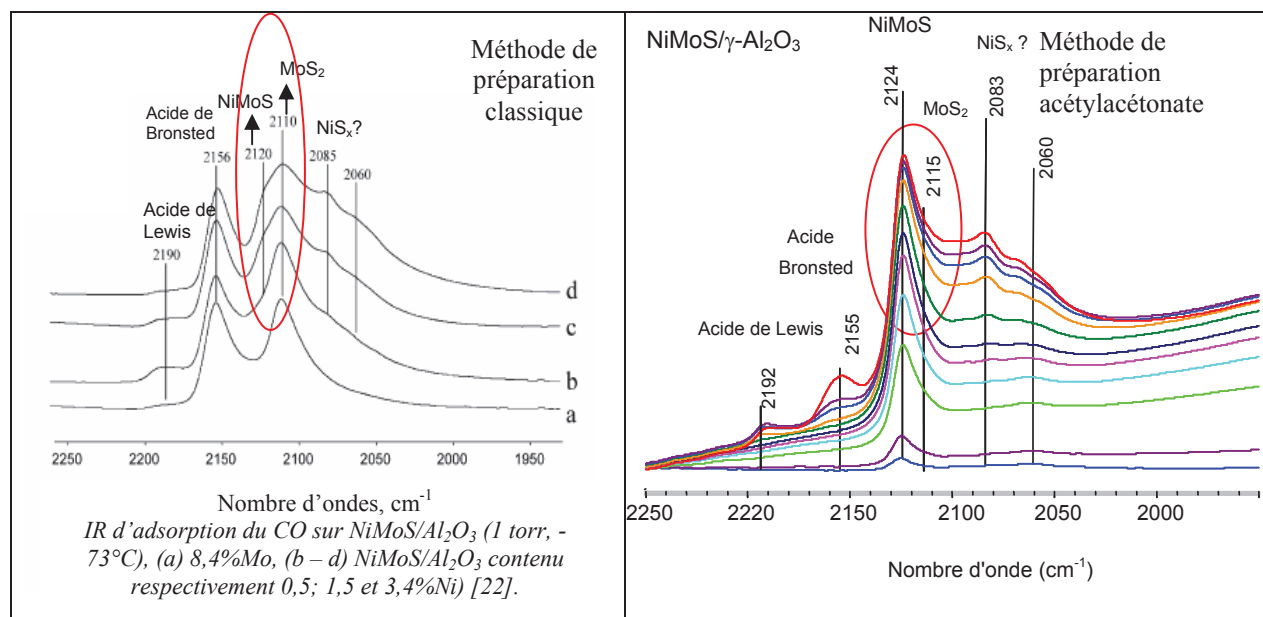 Méthode de
préparation
classique
MoS₂
NiMoS
2110
Acide de
Bronsted
2156
2120
NiSₓ?
2085
2060
Acide de
Lewis
2190
d
c
b
a
2250
2200
2150
2100
2050
2000
1950
Nombre d’ondes, cm⁻¹
IR d’adsorption du CO sur NiMoS/Al₂O₃ (1 torr, -
73°C), (a) 8,4%Mo, (b – d) NiMoS/Al₂O₃ contenu
respectivement 0,5; 1,5 et 3,4%Ni) [22].
NiMoS/γ-Al₂O₃
NiMoS
NiSₓ ?
Méthode de
préparation
acétylacétonate
2124
MoS₂
2083
2115
2060
Acide
Bronsted
Acide de Lewis
2155
2192
2250
2220
2150
2100
2050
2000
Nombre d'onde (cm⁻¹)